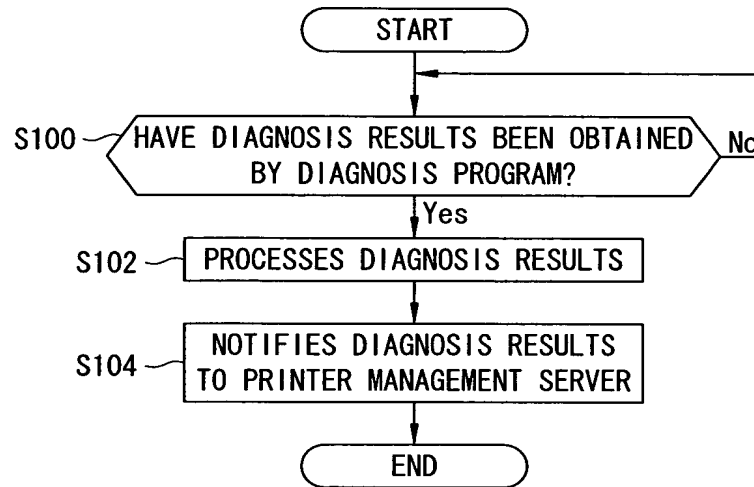 START
S100
HAVE DIAGNOSIS RESULTS BEEN OBTAINED
BY DIAGNOSIS PROGRAM?
No
Yes
S102
PROCESSES DIAGNOSIS RESULTS
S104
NOTIFIES DIAGNOSIS RESULTS
TO PRINTER MANAGEMENT SERVER
END